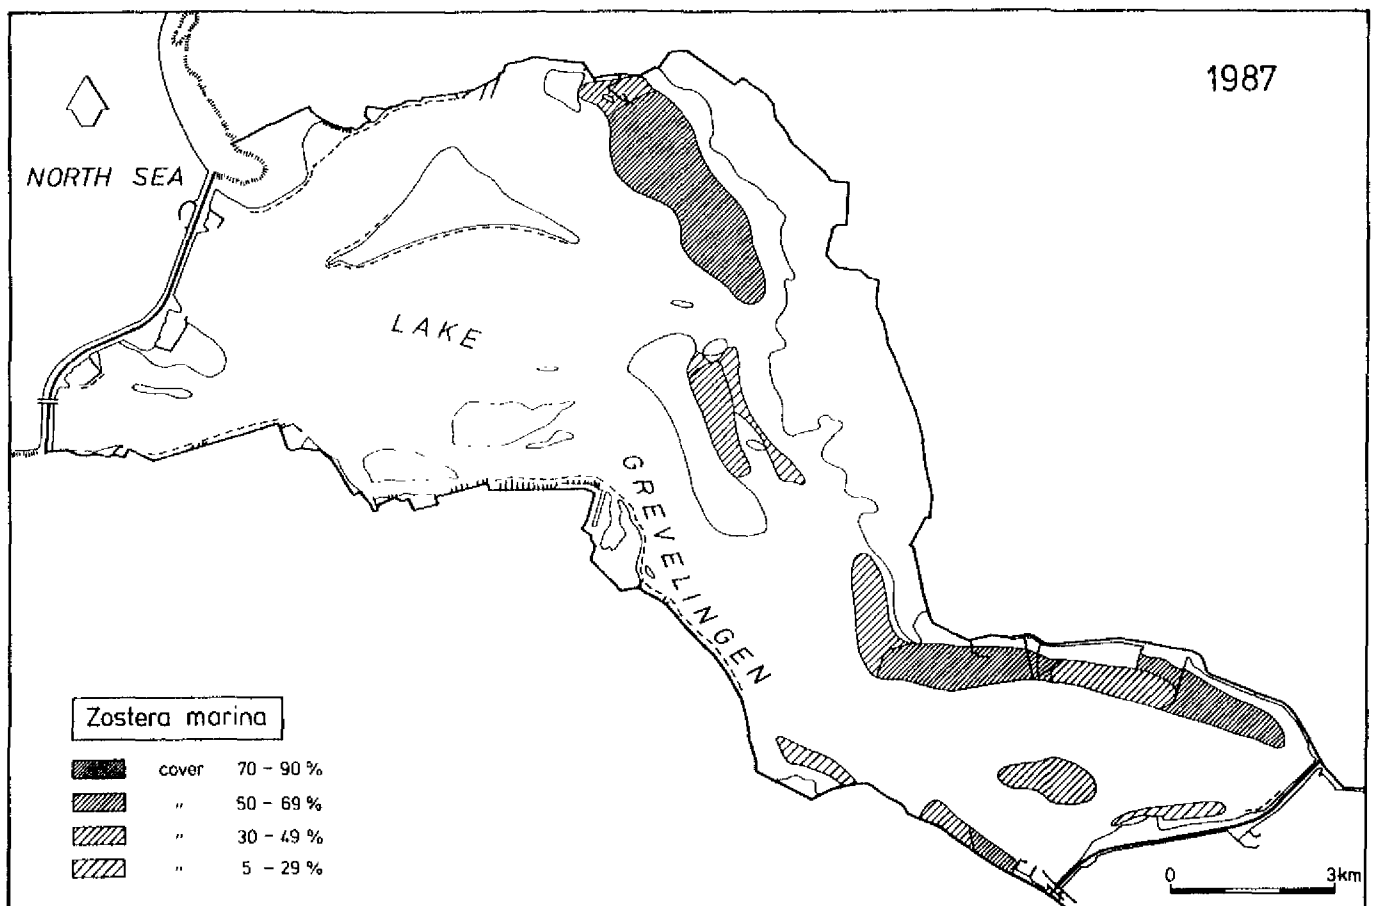 1987
NORTH SEA
LAKE
GREVELINGEN
Zostera marina
cover 70 - 90 %
" 50 - 69 %
" 30 - 49 %
" 5 - 29 %
0 3km